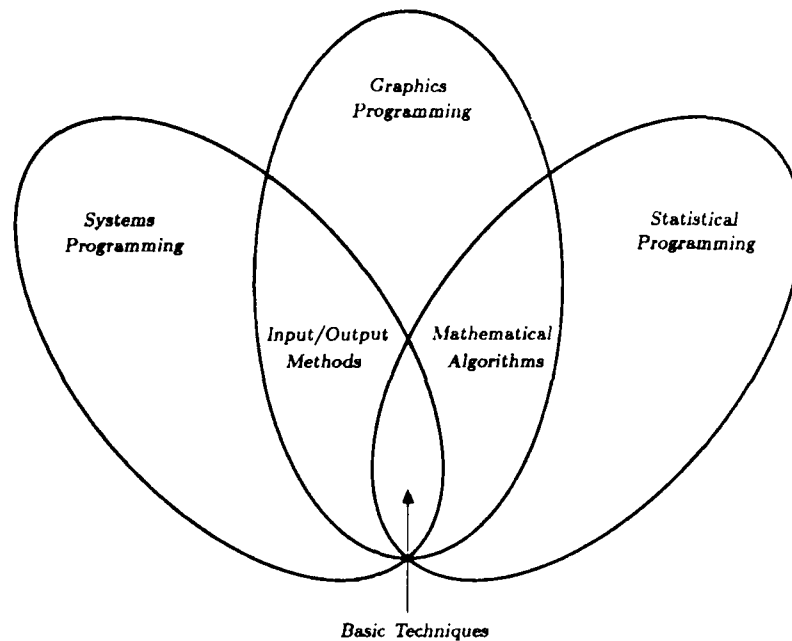 Graphics
Programming
Systems
Programming
Statistical
Programming
Input/Output
Methods
Mathematical
Algorithms
Basic Techniques